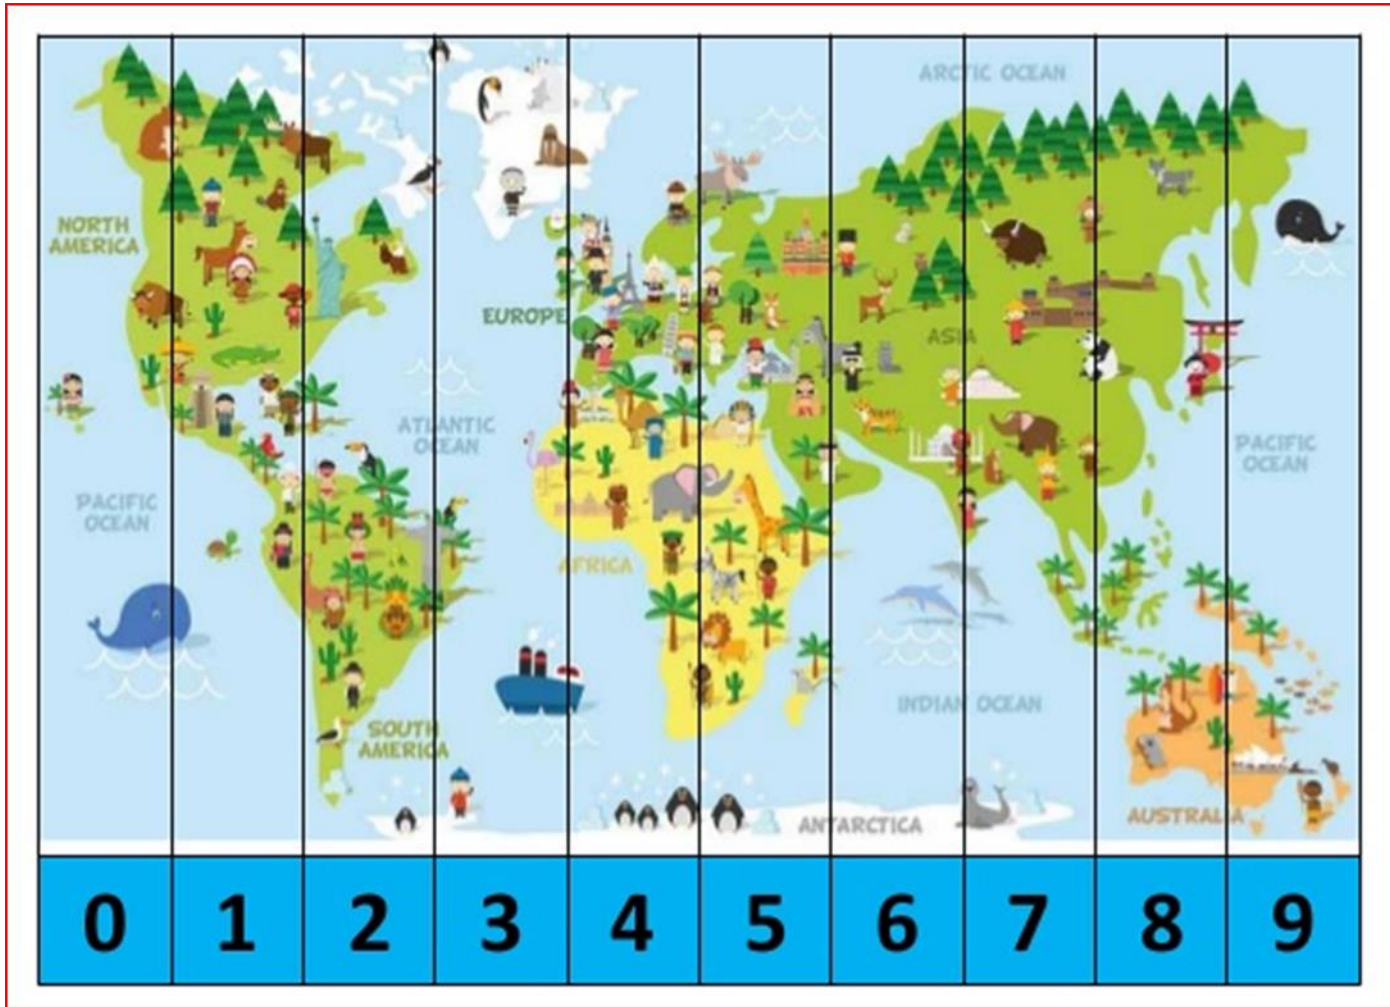 ARCTIC OCEAN
NORTH
AMERICA
EUROPE
ASIA
ATLANTIC
OCEAN
PACIFIC
OCEAN
PACIFIC
OCEAN
AFRICA
INDIAN OCEAN
SOUTH
AMERICA
AUSTRALIA
ANTARCTICA
0 1 2 3 4 5 6 7 8 9